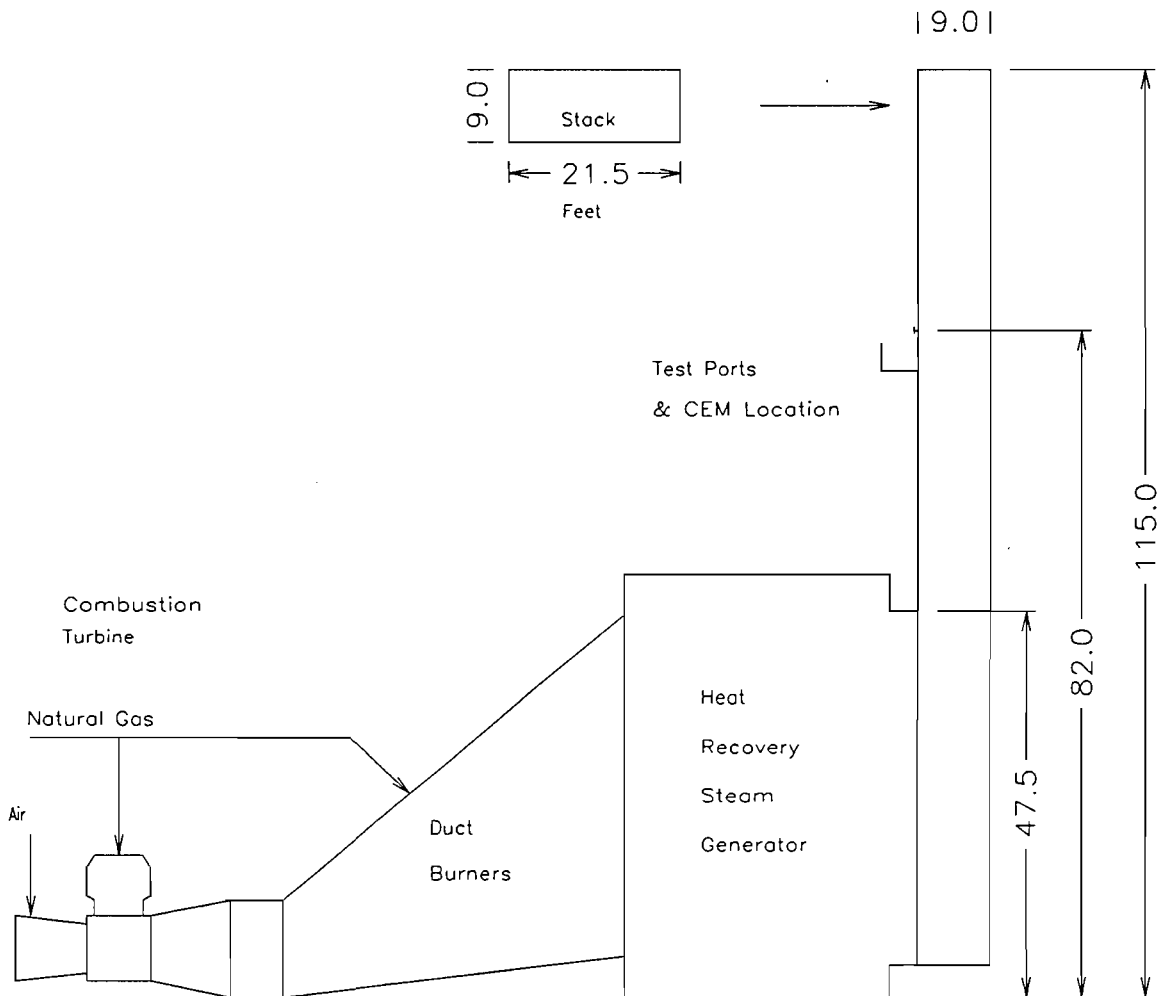 9.0
9.0
Stack
21.5
Feet
Test Ports
& CEM Location
115.0
82.0
47.5
Combustion
Turbine
Natural Gas
Air
Duct
Burners
Heat
Recovery
Steam
Generator